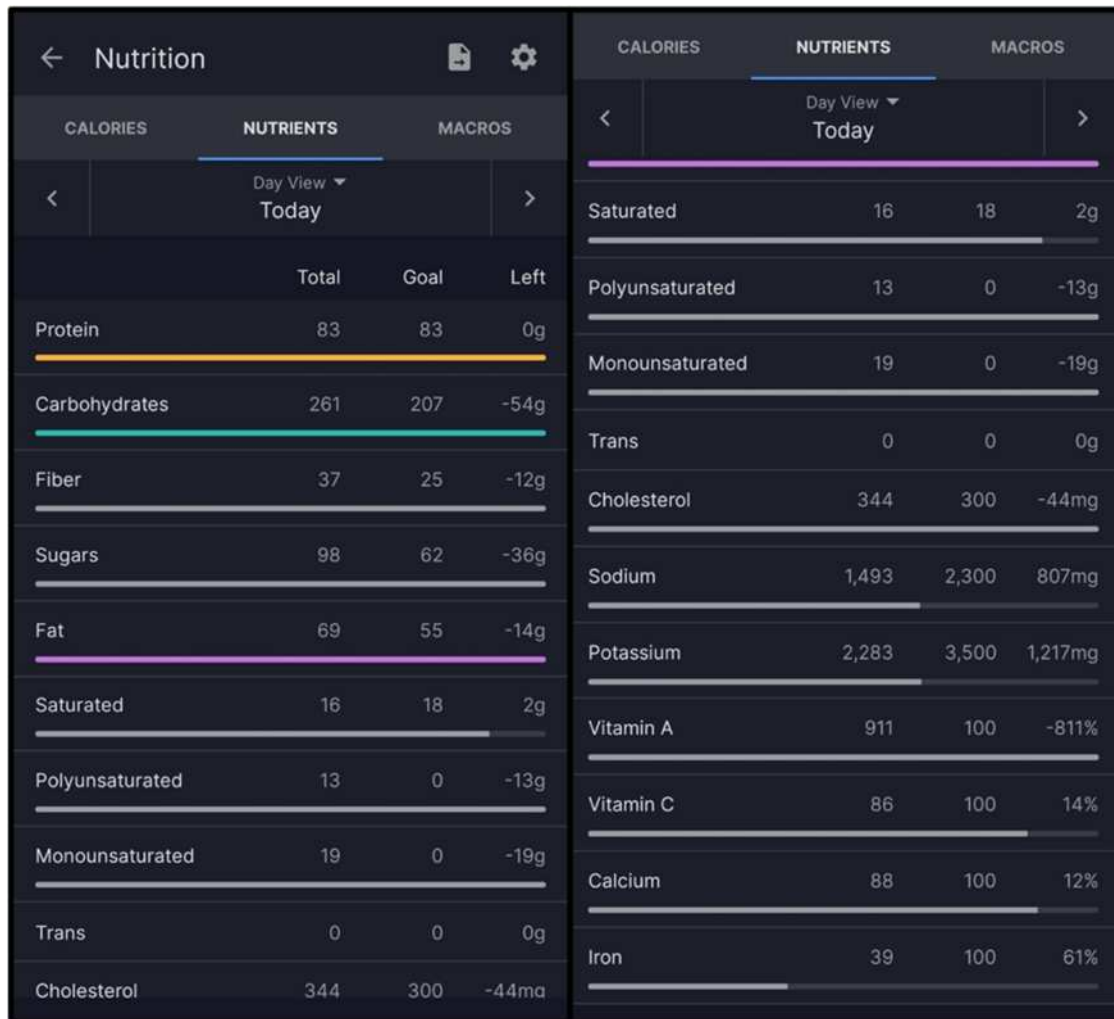 Nutrition
CALORIES NUTRIENTS MACROS
Day View
Today
Total Goal Left
Protein 83 83 0g
Carbohydrates 261 207 -54g
Fiber 37 25 -12g
Sugars 98 62 -36g
Fat 69 55 -14g
Saturated 16 18 2g
Polyunsaturated 13 0 -13g
Monounsaturated 19 0 -19g
Trans 0 0 0g
Cholesterol 344 300 -44mg
CALORIES NUTRIENTS MACROS
Day View
Today
Saturated 16 18 2g
Polyunsaturated 13 0 -13g
Monounsaturated 19 0 -19g
Trans 0 0 0g
Cholesterol 344 300 -44mg
Sodium 1,493 2,300 807mg
Potassium 2,283 3,500 1,217mg
Vitamin A 911 100 -811%
Vitamin C 86 100 14%
Calcium 88 100 12%
Iron 39 100 61%